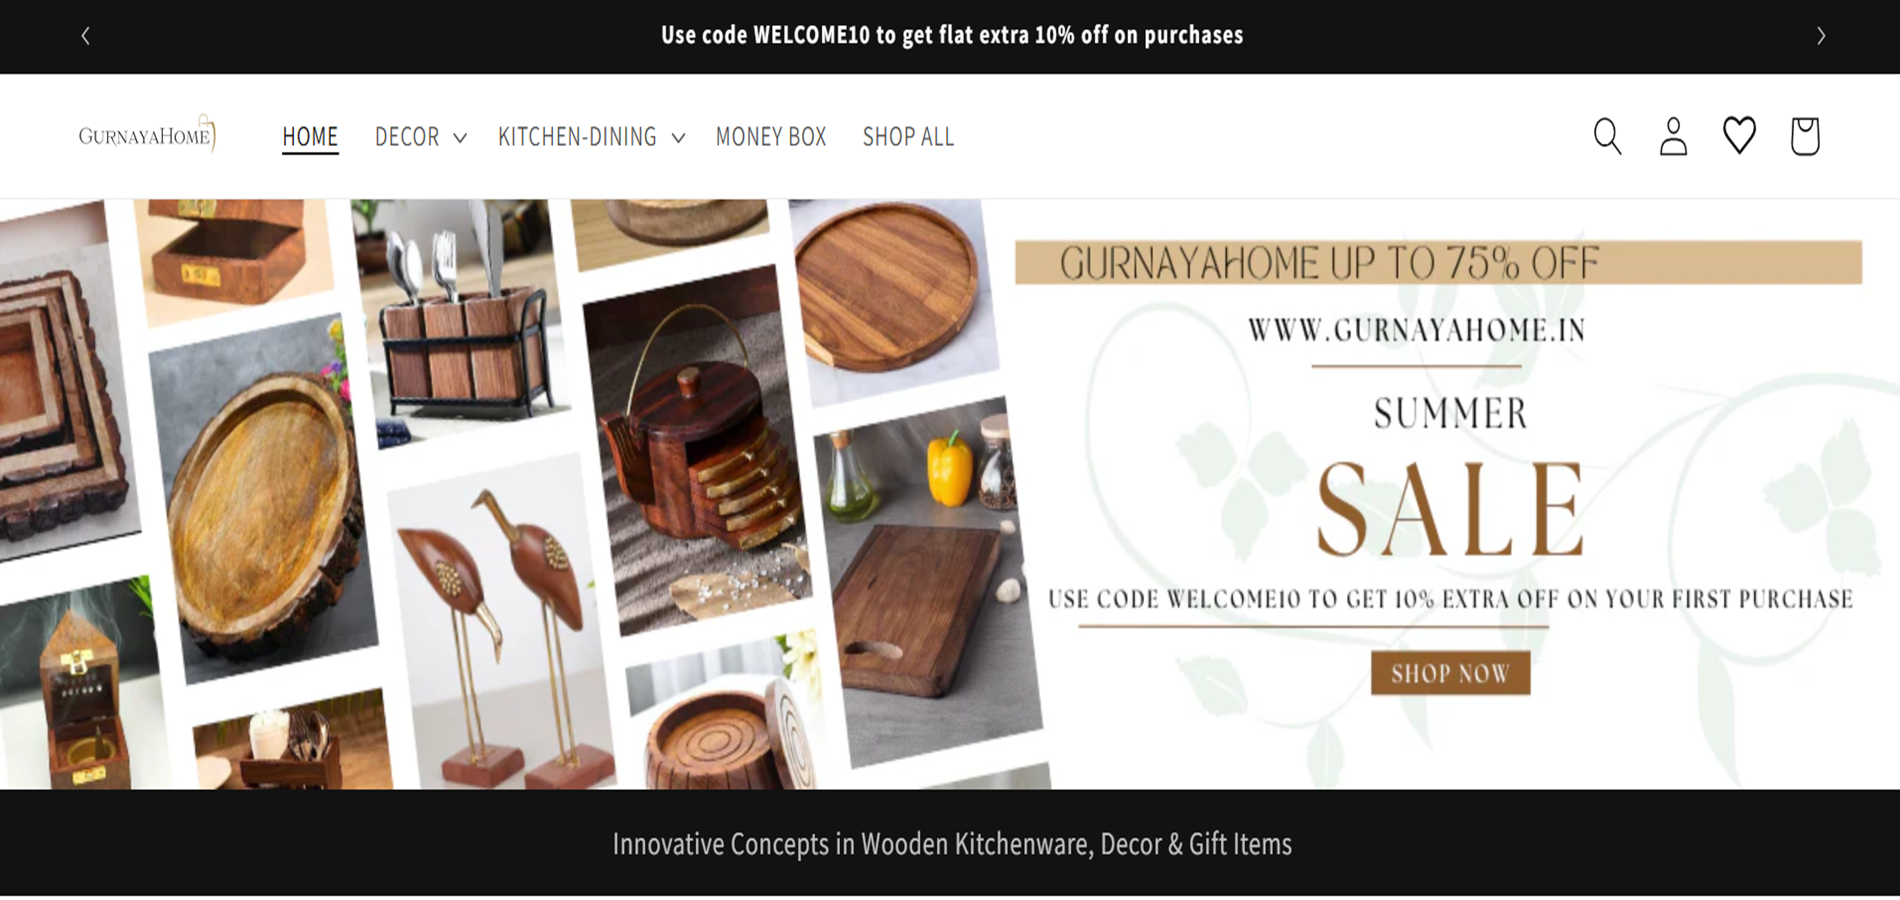 Use code WELCOME10 to get flat extra 10% off on purchases
GURNAYAHOME HOME DECOR KITCHEN-DINING MONEY BOX SHOP ALL
GURNAYAHOME UP TO 75% OFF
WWW.GURNAYAHOME.IN
SUMMER
SALE
USE CODE WELCOME10 TO GET 10% EXTRA OFF ON YOUR FIRST PURCHASE
SHOP NOW
Innovative Concepts in Wooden Kitchenware, Decor & Gift Items